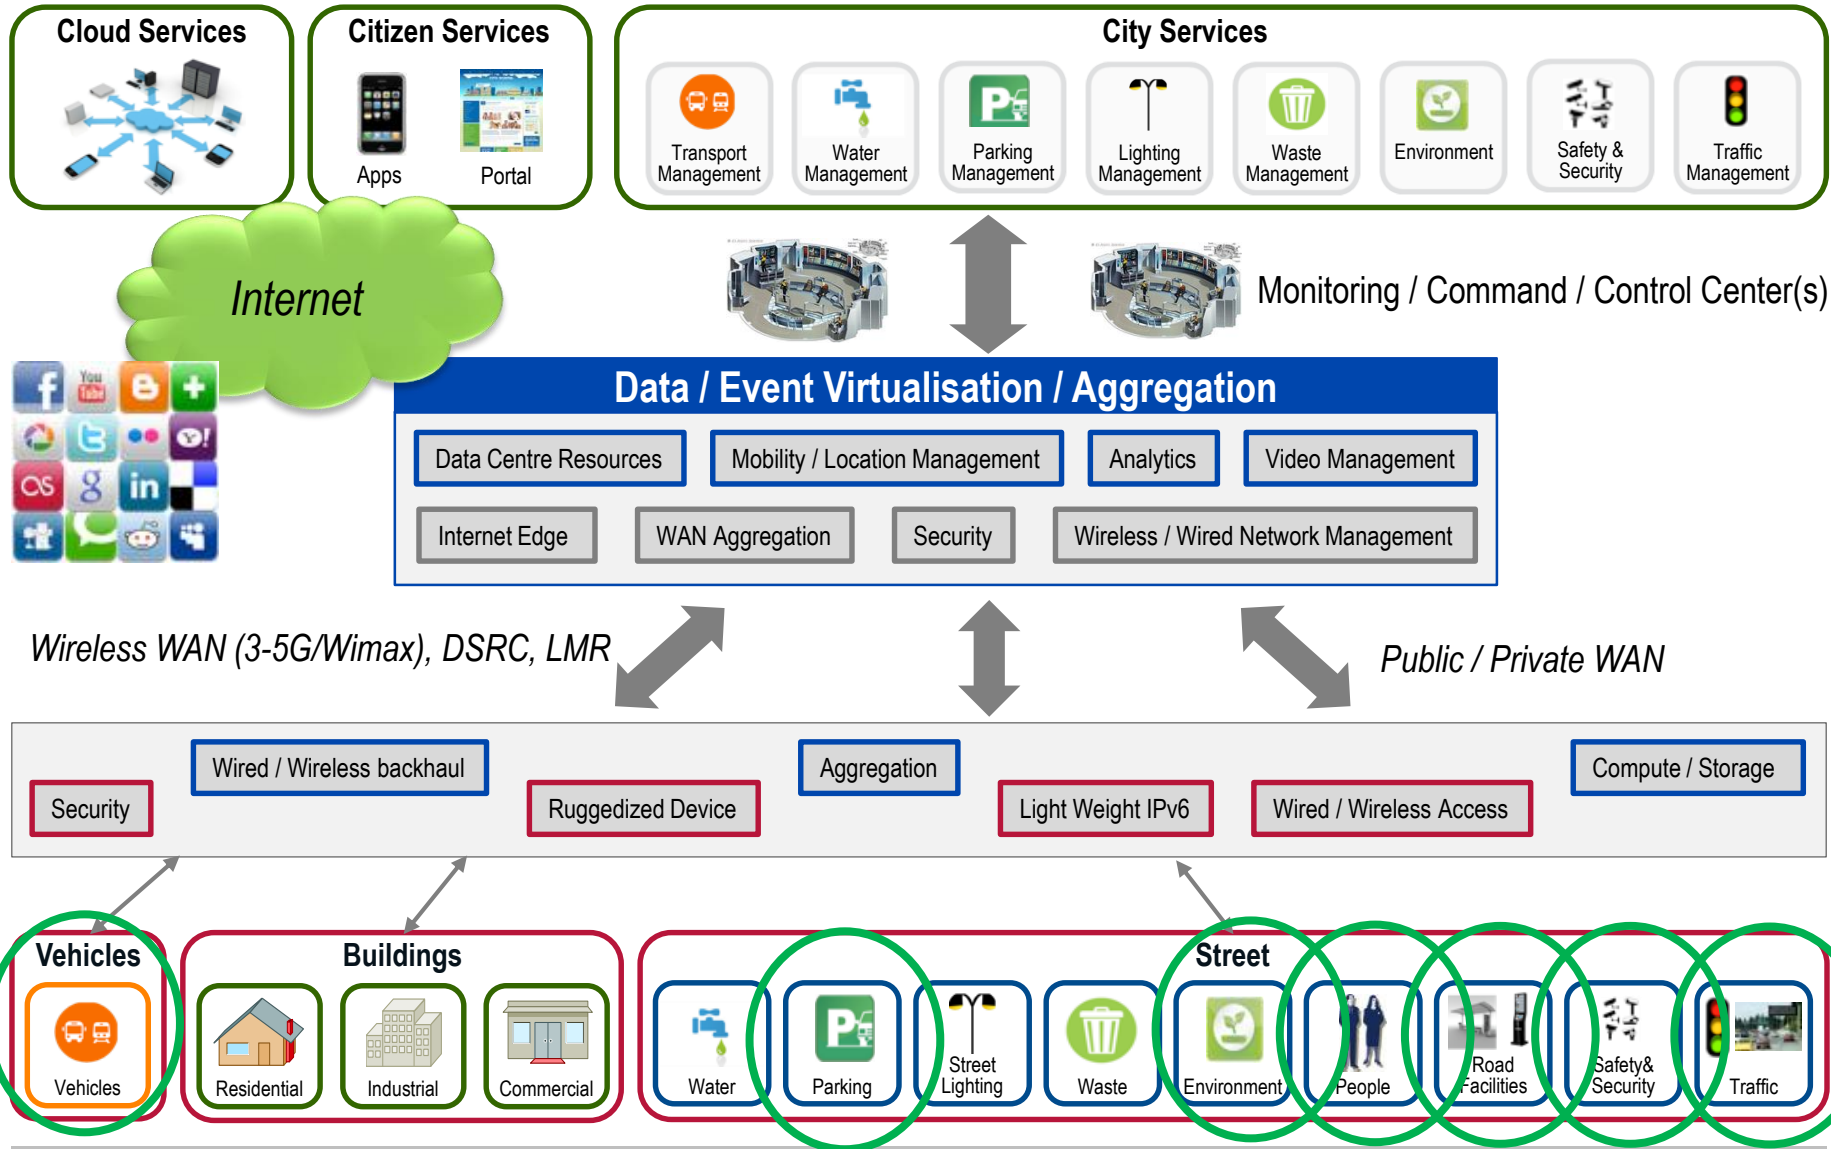 Cloud Services
Citizen Services
City Services
Apps
Portal
Transport
Management
Water
Management
Parking
Management
Lighting
Management
Waste
Management
Environment
Safety &
Security
Traffic
Management
Internet
Monitoring / Command / Control Center(s)
Data / Event Virtualisation / Aggregation
You
Tube
Data Centre Resources
Mobility / Location Management
Analytics
Video Management
Internet Edge
WAN Aggregation
Security
Wireless / Wired Network Management
Wireless WAN (3-5G/Wimax), DSRC, LMR
Public / Private WAN
Wired / Wireless backhaul
Aggregation
Compute / Storage
Security
Ruggedized Device
Light Weight IPv6
Wired / Wireless Access
Vehicles
Buildings
Street
Vehicles
Residential
Industrial
Commercial
Water
Parking
Street
Lighting
Waste
Environment
People
Road
Facilities
Safety&
Security
Traffic